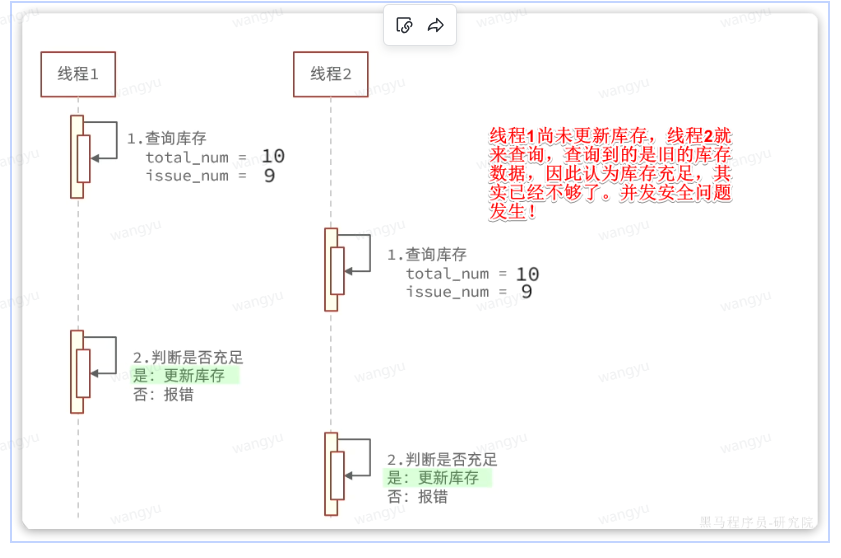 线程1
线程2
1.查询库存
total_num = 10
issue_num = 9
线程1尚未更新库存，线程2就
来查询，查询到的是旧的库存
数据，因此认为库存充足，其
实已经不够了。并发安全问题
发生！
1.查询库存
total_num = 10
issue_num = 9
2.判断是否充足
是：更新库存
否：报错
2.判断是否充足
是：更新库存
否：报错
黑马程序员-研究院
wangyu